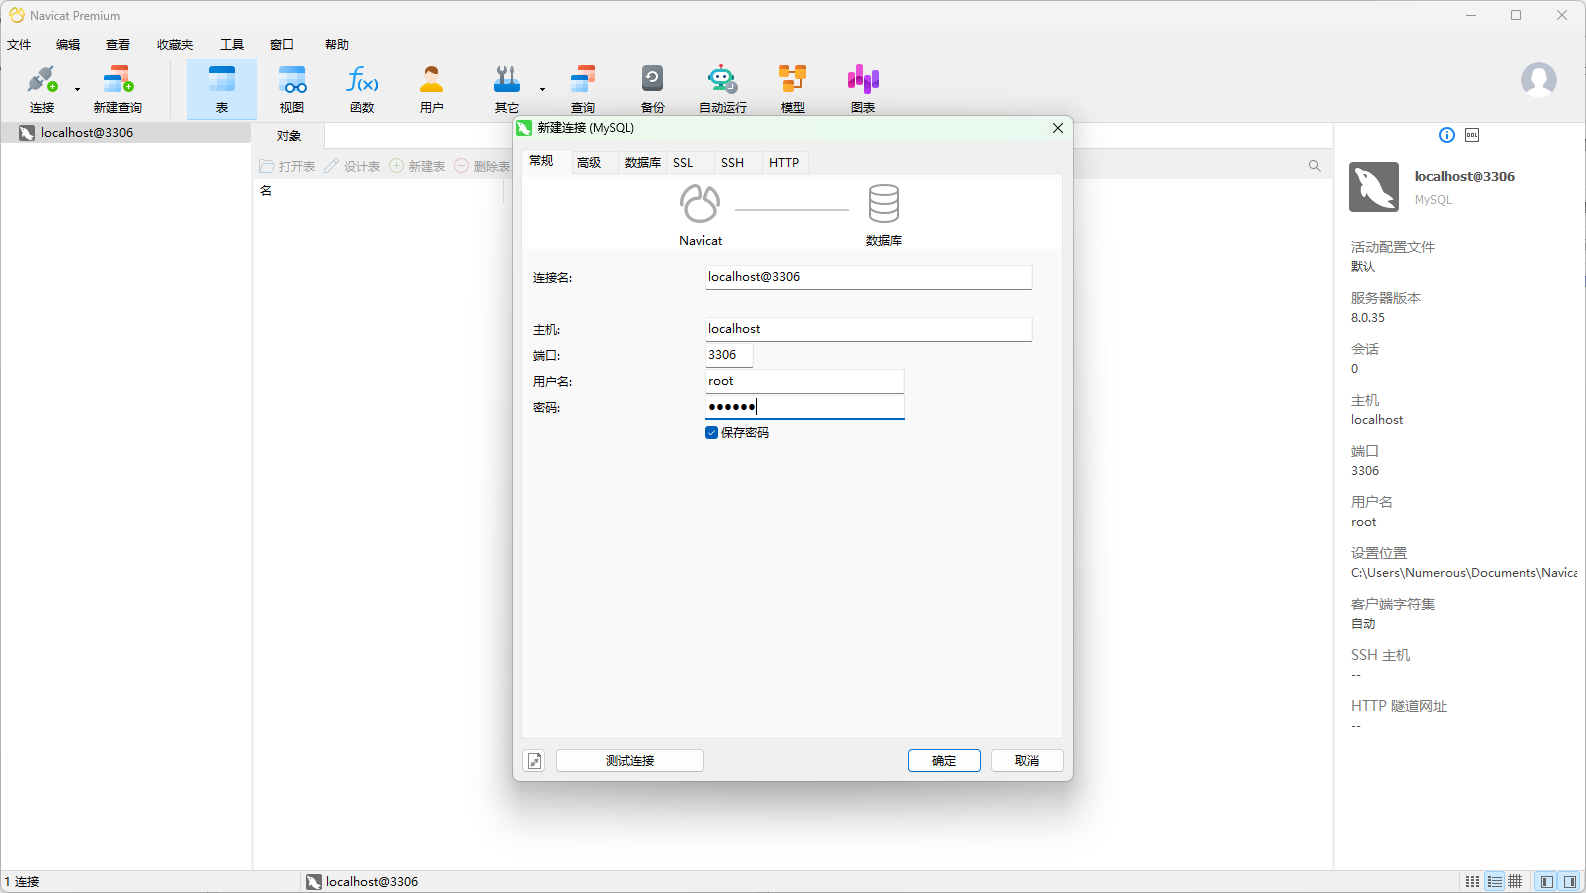 Navicat Premium
文件 编辑 查看 收藏夹 工具 窗口 帮助
连接 新建查询 表 视图 函数 用户 其它 查询 备份 自动运行 模型 图表
localhost@3306
对象
打开表 设计表 新建表 删除表
名
新建连接 (MySQL)
常规 高级 数据库 SSL SSH HTTP
Navicat 数据库
连接名: localhost@3306
主机: localhost
端口: 3306
用户名: root
密码: ●●●●●●
保存密码
测试连接 确定 取消
DDL
localhost@3306
MySQL
活动配置文件
默认
服务器版本
8.0.35
会话
0
主机
localhost
端口
3306
用户名
root
设置位置
C:\Users\Numerous\Documents\Navica
客户端字符集
自动
SSH 主机
--
HTTP 隧道网址
--
1 连接 localhost@3306